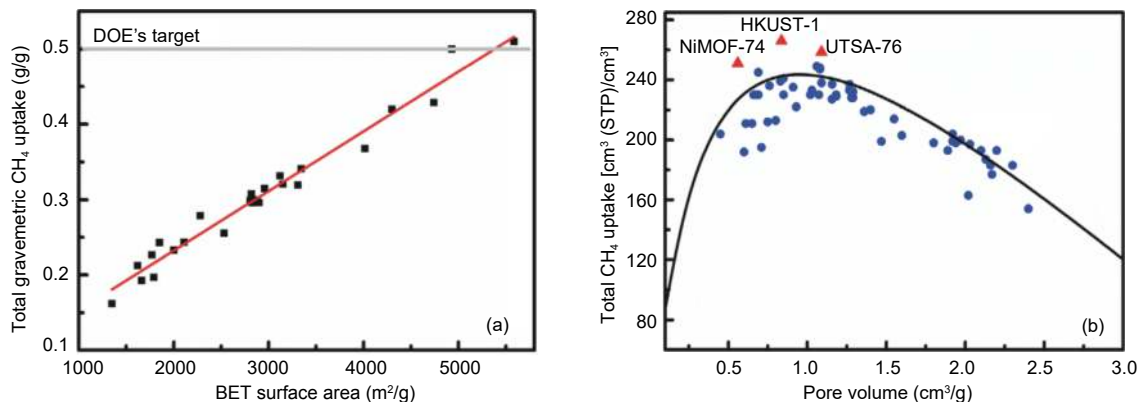 DOE's target
0.5
0.4
0.3
0.2
0.1
Total gravemetric CH₄ uptake (g/g)
(a)
1000 2000 3000 4000 5000
BET surface area (m²/g)
HKUST-1
NiMOF-74
UTSA-76
280
240
200
160
120
80
Total CH₄ uptake [cm³ (STP)/cm³]
(b)
0.5 1.0 1.5 2.0 2.5 3.0
Pore volume (cm³/g)